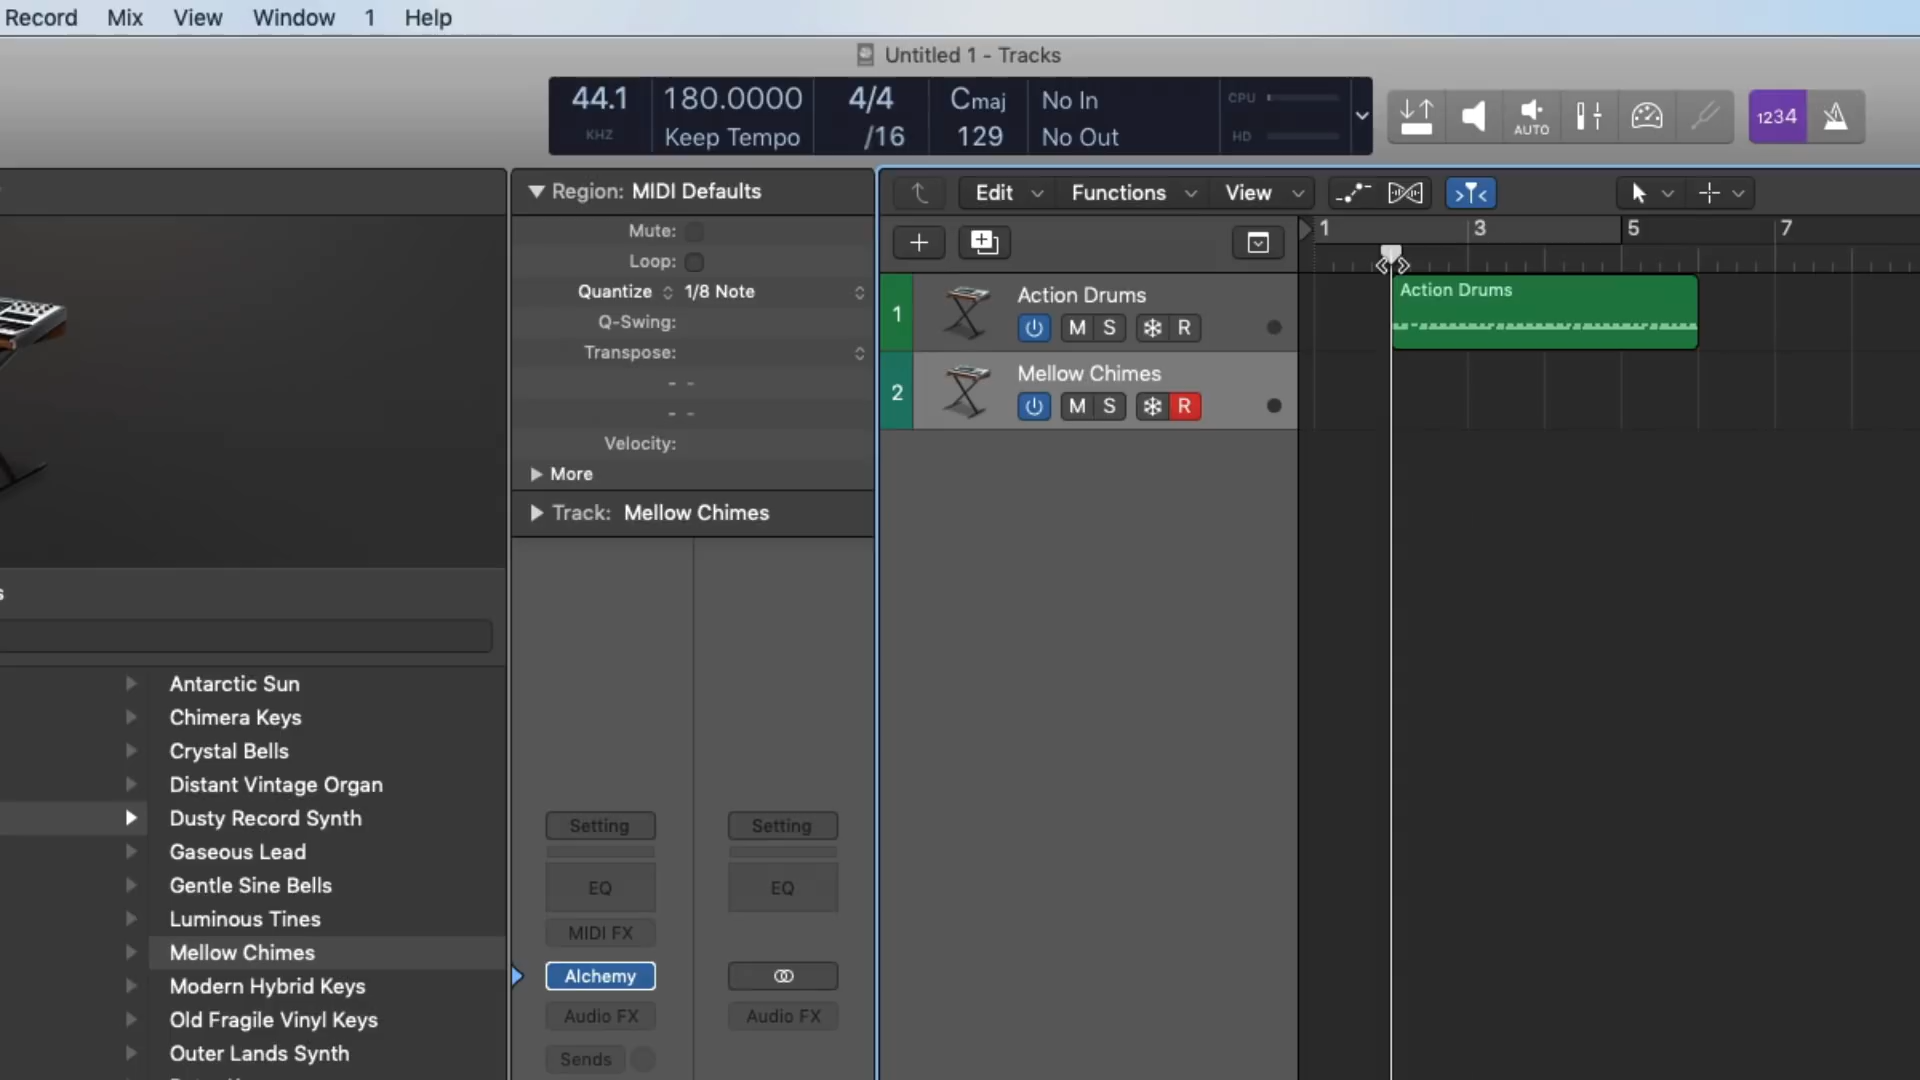 Record Mix View Window 1 Help
Untitled 1 - Tracks
44.1 180.0000 4/4 Cmaj No In CPU
KHZ Keep Tempo /16 129 No Out HD
AUTO
1234
Region: MIDI Defaults
Edit Functions View
Mute:
Loop:
Quantize 1/8 Note
Q-Swing:
Transpose:
- -
- -
Velocity:
More
Track: Mellow Chimes
1 3 5 7
1 Action Drums
M S R
Action Drums
2 Mellow Chimes
M S R
s
Antarctic Sun
Chimera Keys
Crystal Bells
Distant Vintage Organ
Dusty Record Synth
Gaseous Lead
Gentle Sine Bells
Luminous Tines
Mellow Chimes
Modern Hybrid Keys
Old Fragile Vinyl Keys
Outer Lands Synth
Setting Setting
EQ EQ
MIDI FX
Alchemy
Audio FX Audio FX
Sends